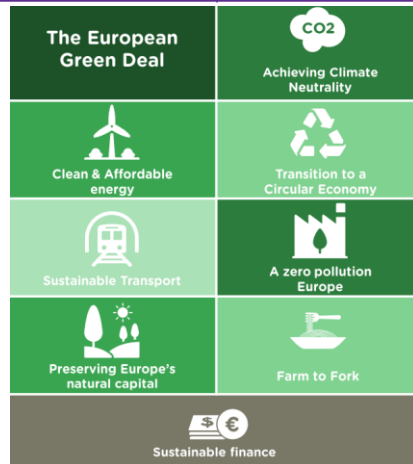 The European
Green Deal
CO2
Achieving Climate
Neutrality
Clean & Affordable
energy
Transition to a
Circular Economy
Sustainable Transport
A zero pollution
Europe
Preserving Europe's
natural capital
Farm to Fork
$ €
Sustainable finance